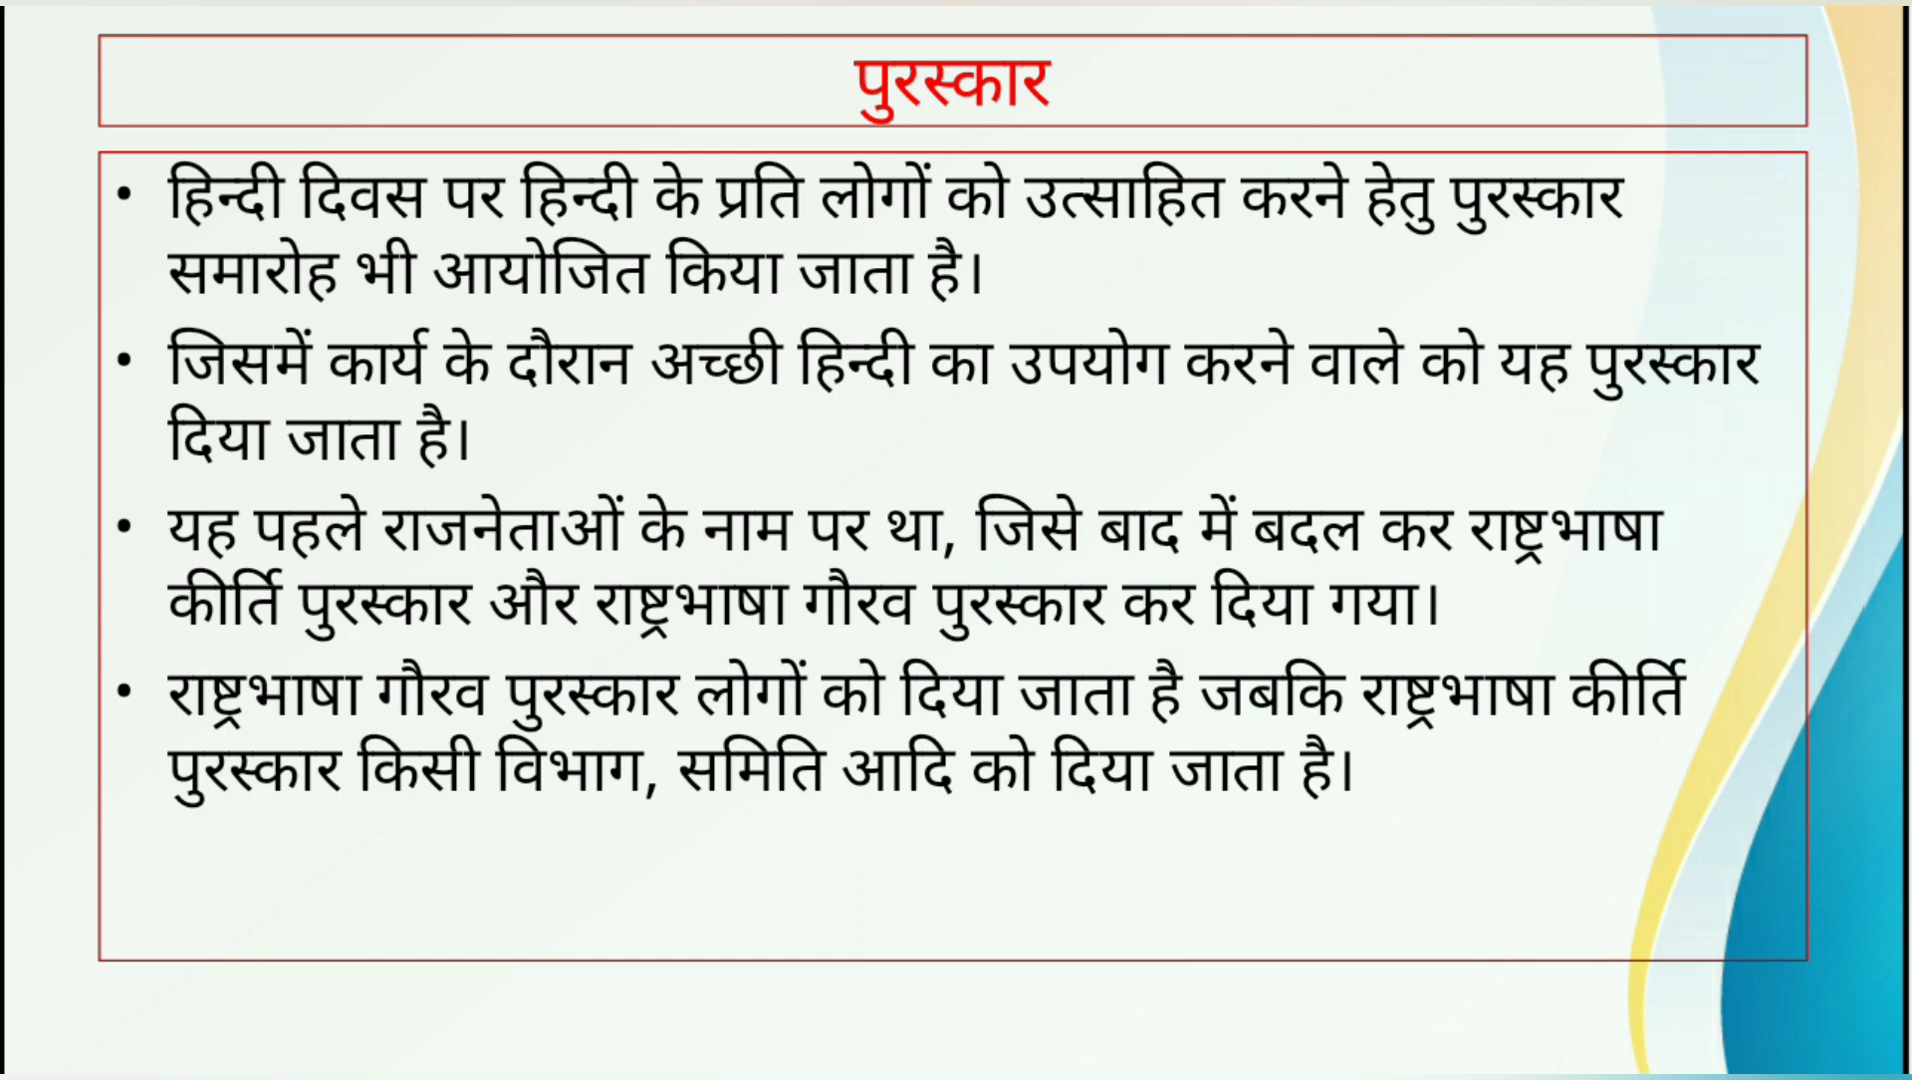 पुरस्कार
• हिन्दी दिवस पर हिन्दी के प्रति लोगों को उत्साहित करने हेतु पुरस्कार
समारोह भी आयोजित किया जाता है।
• जिसमें कार्य के दौरान अच्छी हिन्दी का उपयोग करने वाले को यह पुरस्कार
दिया जाता है।
• यह पहले राजनेताओं के नाम पर था, जिसे बाद में बदल कर राष्ट्रभाषा
कीर्ति पुरस्कार और राष्ट्रभाषा गौरव पुरस्कार कर दिया गया।
• राष्ट्रभाषा गौरव पुरस्कार लोगों को दिया जाता है जबकि राष्ट्रभाषा कीर्ति
पुरस्कार किसी विभाग, समिति आदि को दिया जाता है।